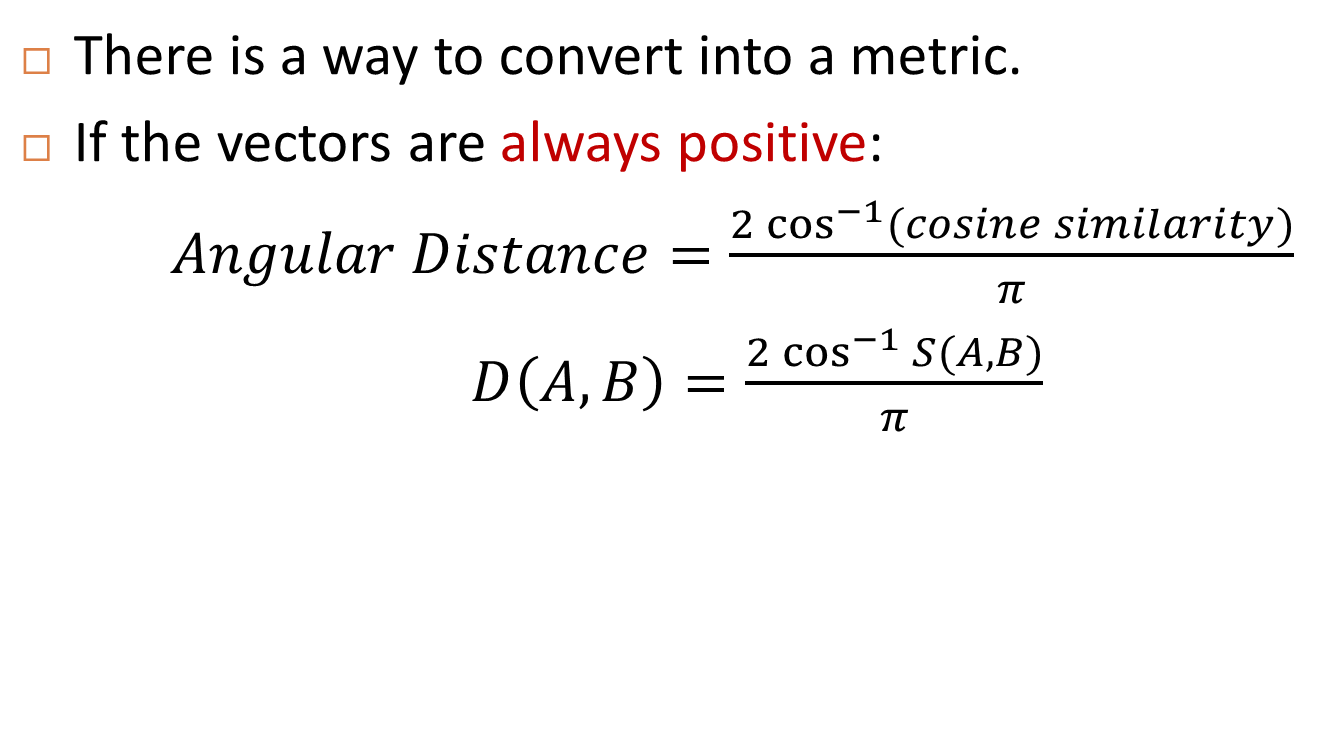 □ There is a way to convert into a metric.
□ If the vectors are always positive:
Angular Distance = 2 cos⁻¹(cosine similarity) / π
D(A, B) = 2 cos⁻¹ S(A,B) / π